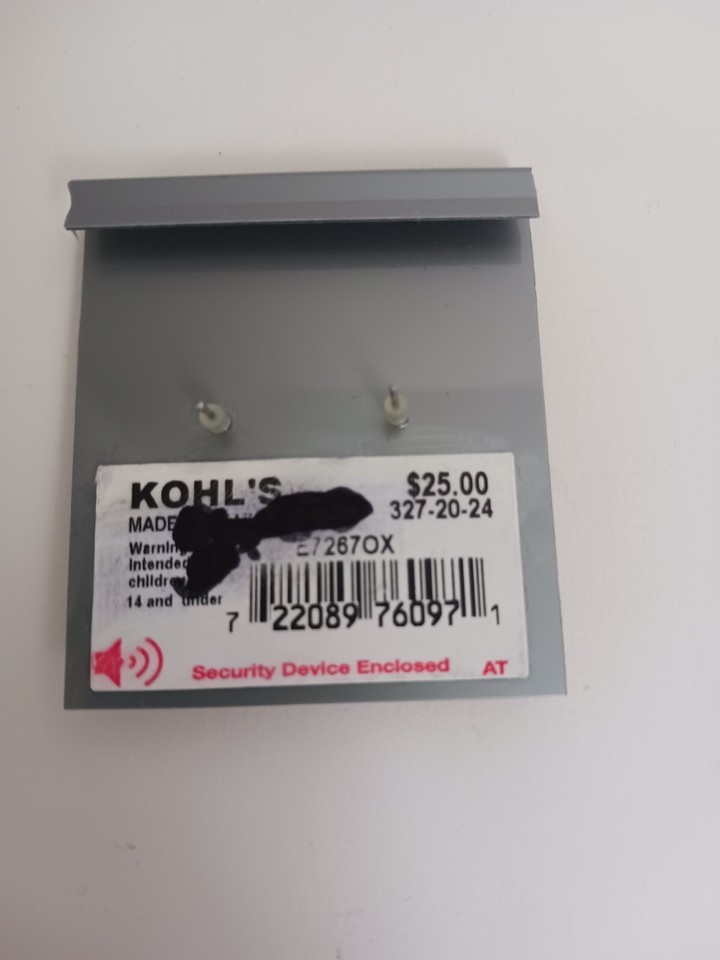 KOHL'S
$25.00
MADE
327-20-24
Warning
Intended
E7267OX
children
14 and under
7 22089 76097 1
Security Device Enclosed AT